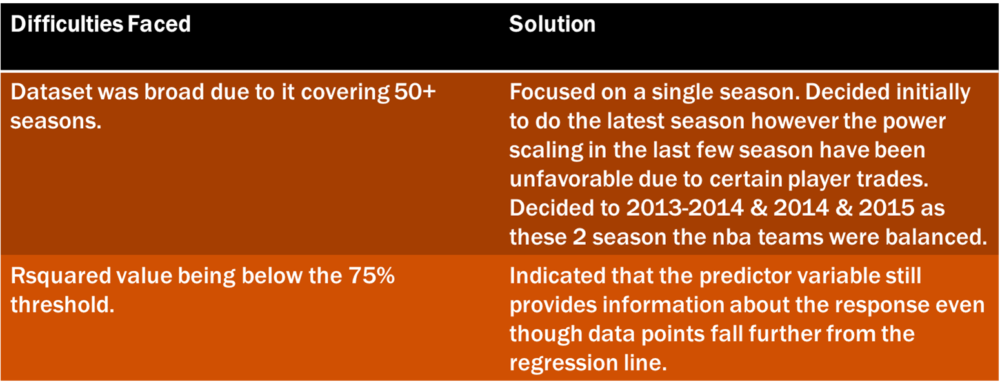 Difficulties Faced
Solution
Dataset was broad due to it covering 50+
seasons.
Focused on a single season. Decided initially
to do the latest season however the power
scaling in the last few season have been
unfavorable due to certain player trades.
Decided to 2013-2014 & 2014 & 2015 as
these 2 season the nba teams were balanced.
Rsquared value being below the 75%
threshold.
Indicated that the predictor variable still
provides information about the response even
though data points fall further from the
regression line.